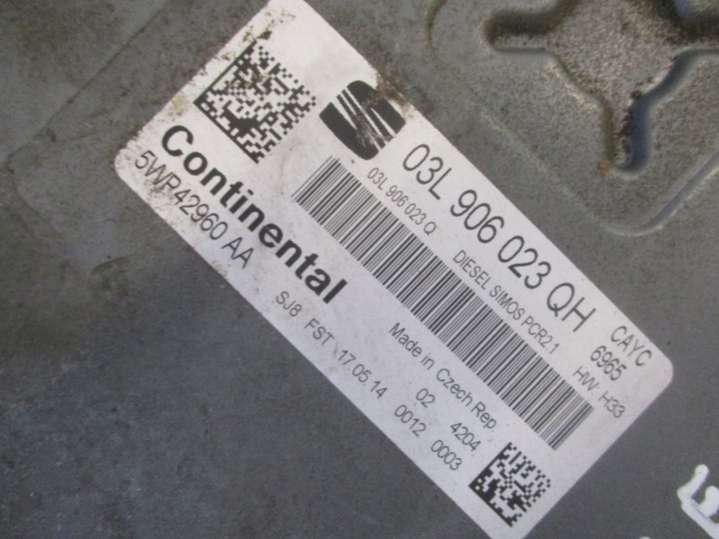 03L 906 023 QH CAYC
03L 906 023 Q DIESEL SIMOS PCR2.1 6965
HW H33
Continental
5WR42960 AA
Made in Czech Rep
02 4204
SJ8 FST 17.05.14 0012 0003